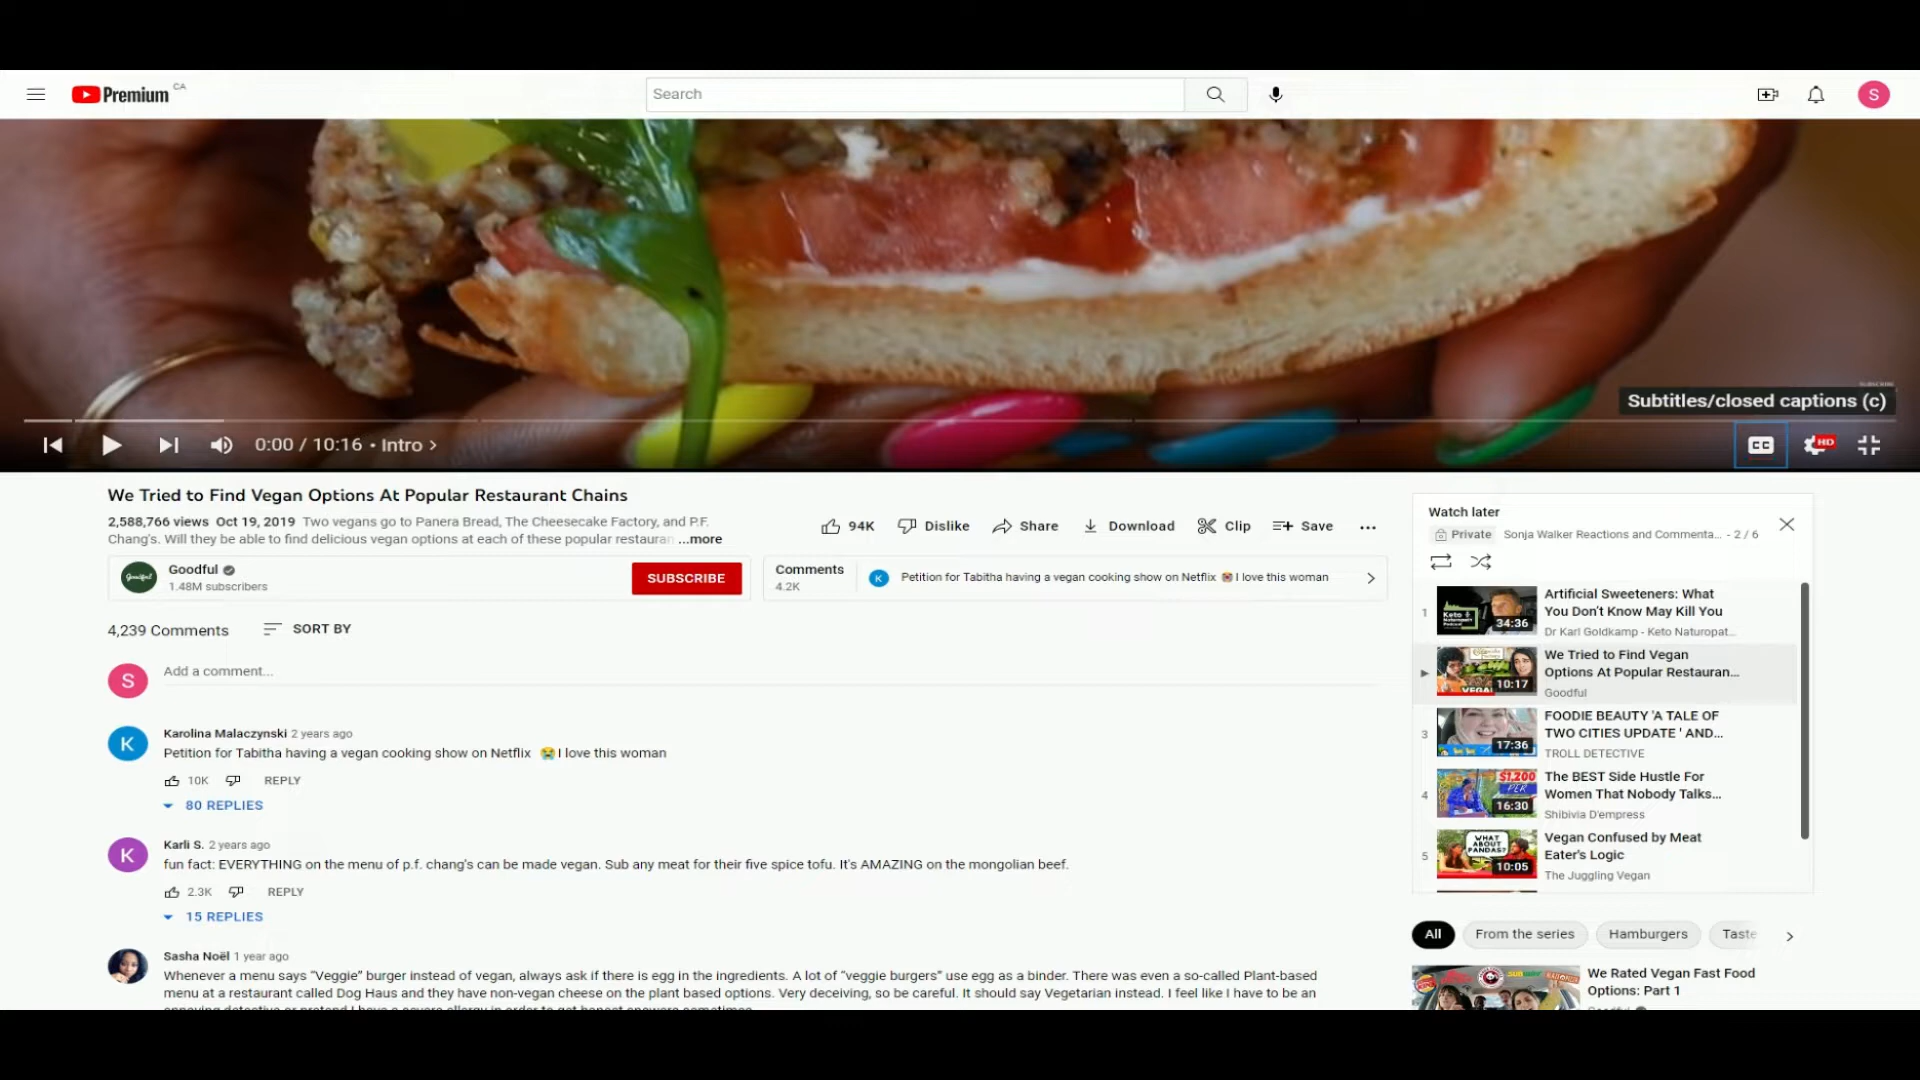 Premium CA
Search
S
SUBSCRIBE
Subtitles/closed captions (c)
0:00 / 10:16 • Intro
CC
HD
We Tried to Find Vegan Options At Popular Restaurant Chains
2,588,766 views Oct 19, 2019 Two vegans go to Panera Bread, The Cheesecake Factory, and P.F.
Chang's. Will they be able to find delicious vegan options at each of these popular restauran ...more
94K
Dislike
Share
Download
Clip
Save
Goodful
Goodful
1.48M subscribers
SUBSCRIBE
Comments
4.2K
K
Petition for Tabitha having a vegan cooking show on Netflix 😭 I love this woman
4,239 Comments
SORT BY
S
Add a comment...
K
Karolina Malaczynski 2 years ago
Petition for Tabitha having a vegan cooking show on Netflix 😭 I love this woman
10K
REPLY
80 REPLIES
K
Karli S. 2 years ago
fun fact: EVERYTHING on the menu of p.f. chang's can be made vegan. Sub any meat for their five spice tofu. It's AMAZING on the mongolian beef.
2.3K
REPLY
15 REPLIES
Sasha Noël 1 year ago
Whenever a menu says "Veggie" burger instead of vegan, always ask if there is egg in the ingredients. A lot of "veggie burgers" use egg as a binder. There was even a so-called Plant-based
menu at a restaurant called Dog Haus and they have non-vegan cheese on the plant based options. Very deceiving, so be careful. It should say Vegetarian instead. I feel like I have to be an
Watch later
Private
Sonja Walker Reactions and Commenta... - 2 / 6
1
Keto
34:36
Artificial Sweeteners: What
You Don't Know May Kill You
Dr Karl Goldkamp - Keto Naturopat...
VEGAN
10:17
We Tried to Find Vegan
Options At Popular Restauran...
Goodful
3
17:36
FOODIE BEAUTY 'A TALE OF
TWO CITIES UPDATE ' AND...
TROLL DETECTIVE
4
$1,200
PER
16:30
The BEST Side Hustle For
Women That Nobody Talks...
Shibivia D'empress
5
WHAT
ABOUT
PANDAS?
10:05
Vegan Confused by Meat
Eater's Logic
The Juggling Vegan
All
From the series
Hamburgers
Taste
SUBWAY
We Rated Vegan Fast Food
Options: Part 1